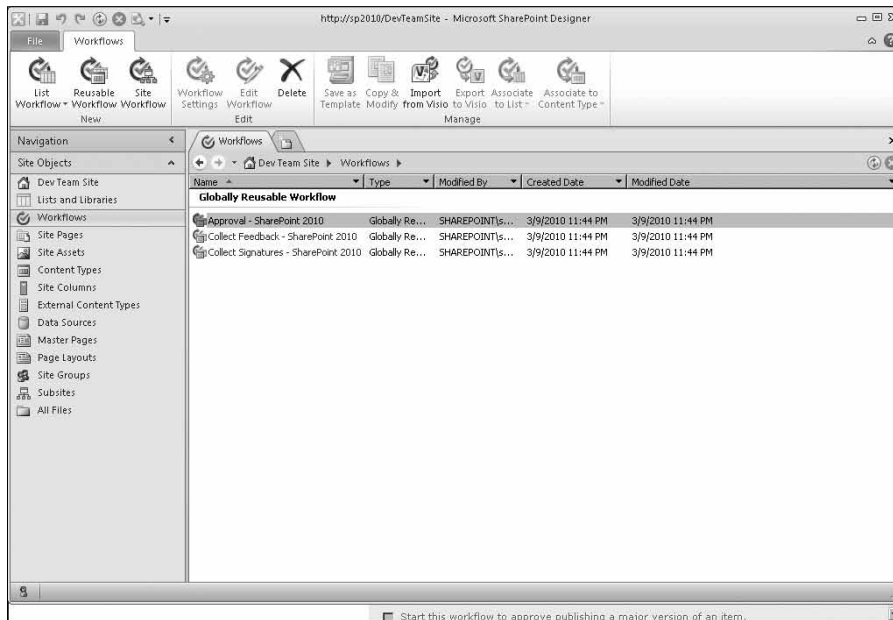 http://sp2010/DevTeamSite - Microsoft SharePoint Designer
File Workflows
List Workflow
Reusable Workflow
Site Workflow
New
Workflow Settings
Edit Workflow
Delete
Edit
Save as Template
Copy & Modify
Import from Visio
Export to Visio
Associate to List
Associate to Content Type
Manage
Navigation
Site Objects
Dev Team Site
Lists and Libraries
Workflows
Site Pages
Site Assets
Content Types
Site Columns
External Content Types
Data Sources
Master Pages
Page Layouts
Site Groups
Subsites
All Files
Workflows
Dev Team Site Workflows
Name Type Modified By Created Date Modified Date
Globally Reusable Workflow
Approval - SharePoint 2010 Globally Re... SHAREPOINT\s... 3/9/2010 11:44 PM 3/9/2010 11:44 PM
Collect Feedback - SharePoint 2010 Globally Re... SHAREPOINT\s... 3/9/2010 11:44 PM 3/9/2010 11:44 PM
Collect Signatures - SharePoint 2010 Globally Re... SHAREPOINT\s... 3/9/2010 11:44 PM 3/9/2010 11:44 PM
Start this workflow to approve publishing a major version of an item.